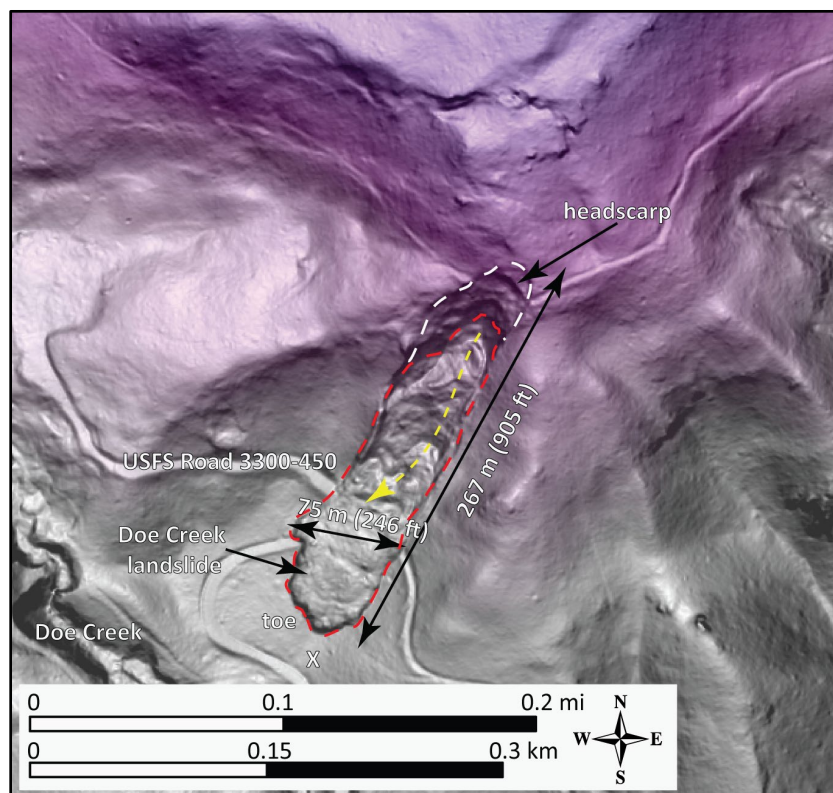 headscarp
267 m (905 ft)
USFS Road 3300-450
75 m (246 ft)
Doe Creek
landslide
toe
Doe Creek
X
0 0.1 0.2 mi
0 0.15 0.3 km
N
W E
S